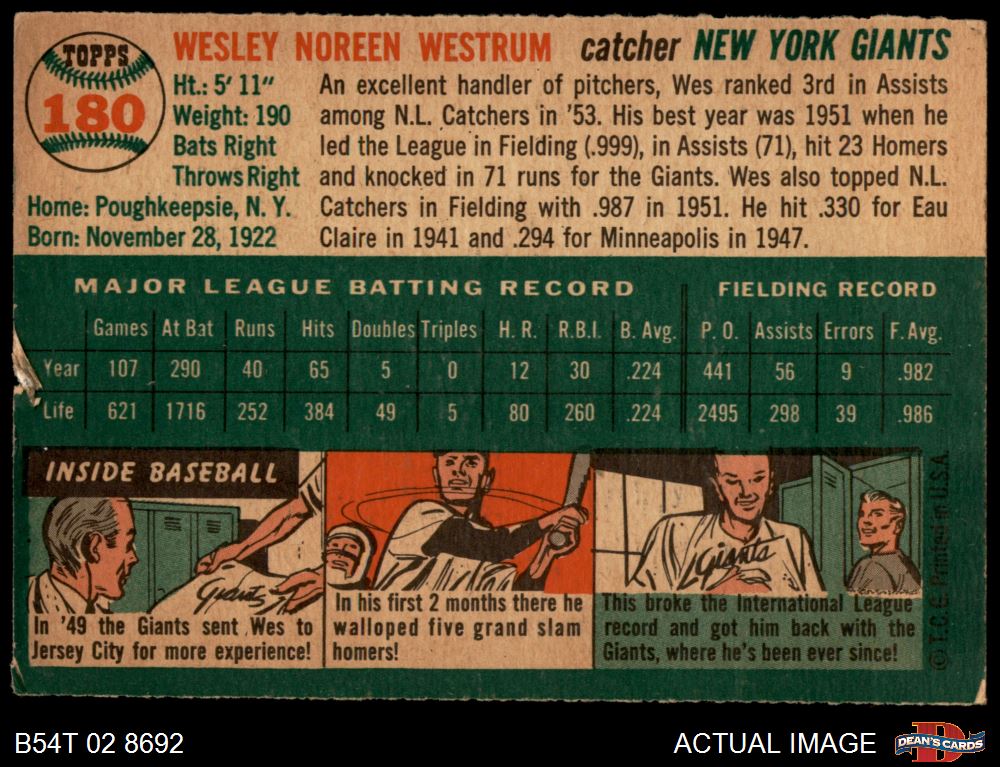 TOPPS
180
WESLEY NOREEN WESTRUM catcher NEW YORK GIANTS
Ht.: 5' 11"
Weight: 190
Bats Right
Throws Right
Home: Poughkeepsie, N. Y.
Born: November 28, 1922
An excellent handler of pitchers, Wes ranked 3rd in Assists
among N.L. Catchers in '53. His best year was 1951 when he
led the League in Fielding (.999), in Assists (71), hit 23 Homers
and knocked in 71 runs for the Giants. Wes also topped N.L.
Catchers in Fielding with .987 in 1951. He hit .330 for Eau
Claire in 1941 and .294 for Minneapolis in 1947.
MAJOR LEAGUE BATTING RECORD FIELDING RECORD
Games At Bat Runs Hits Doubles Triples H. R. R.B.I. B. Avg. P. O. Assists Errors F. Avg.
Year 107 290 40 65 5 0 12 30 .224 441 56 9 .982
Life 621 1716 252 384 49 5 80 260 .224 2495 298 39 .986
INSIDE BASEBALL
Giants
In '49 the Giants sent Wes to
Jersey City for more experience!
In his first 2 months there he
walloped five grand slam
homers!
Giants
This broke the International League
record and got him back with the
Giants, where he's been ever since!
© T. C. G. Printed in U.S.A.
B54T 02 8692
ACTUAL IMAGE
DEAN'S CARDS